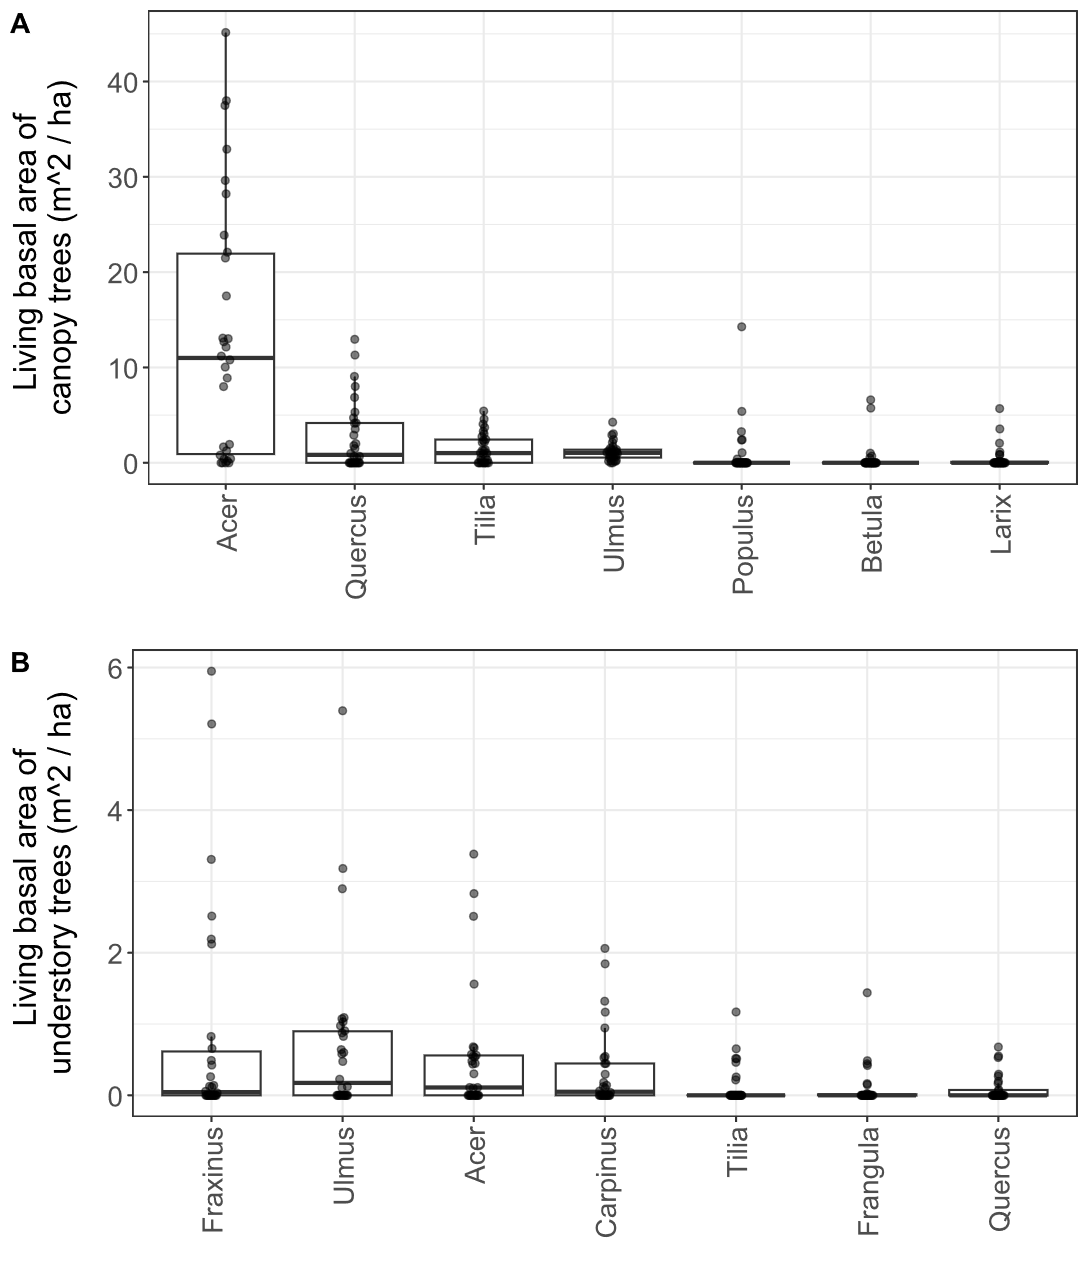 A
Living basal area of
canopy trees (m^2 / ha)
40
30
20
10
0
Acer
Quercus
Tilia
Ulmus
Populus
Betula
Larix
B
Living basal area of
understory trees (m^2 / ha)
6
4
2
0
Fraxinus
Ulmus
Acer
Carpinus
Tilia
Frangula
Quercus